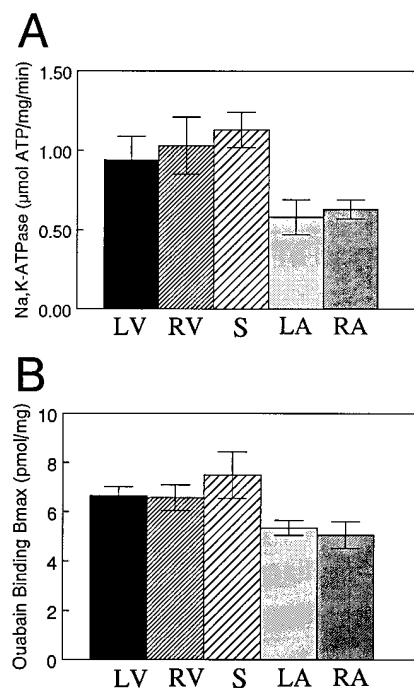 A
Na,K-ATPase (μmol ATP/mg/min)
1.50
1.00
0.50
0.00
LV RV S LA RA
B
Ouabain Binding Bmax (pmol/mg)
10
8
6
4
2
0
LV RV S LA RA